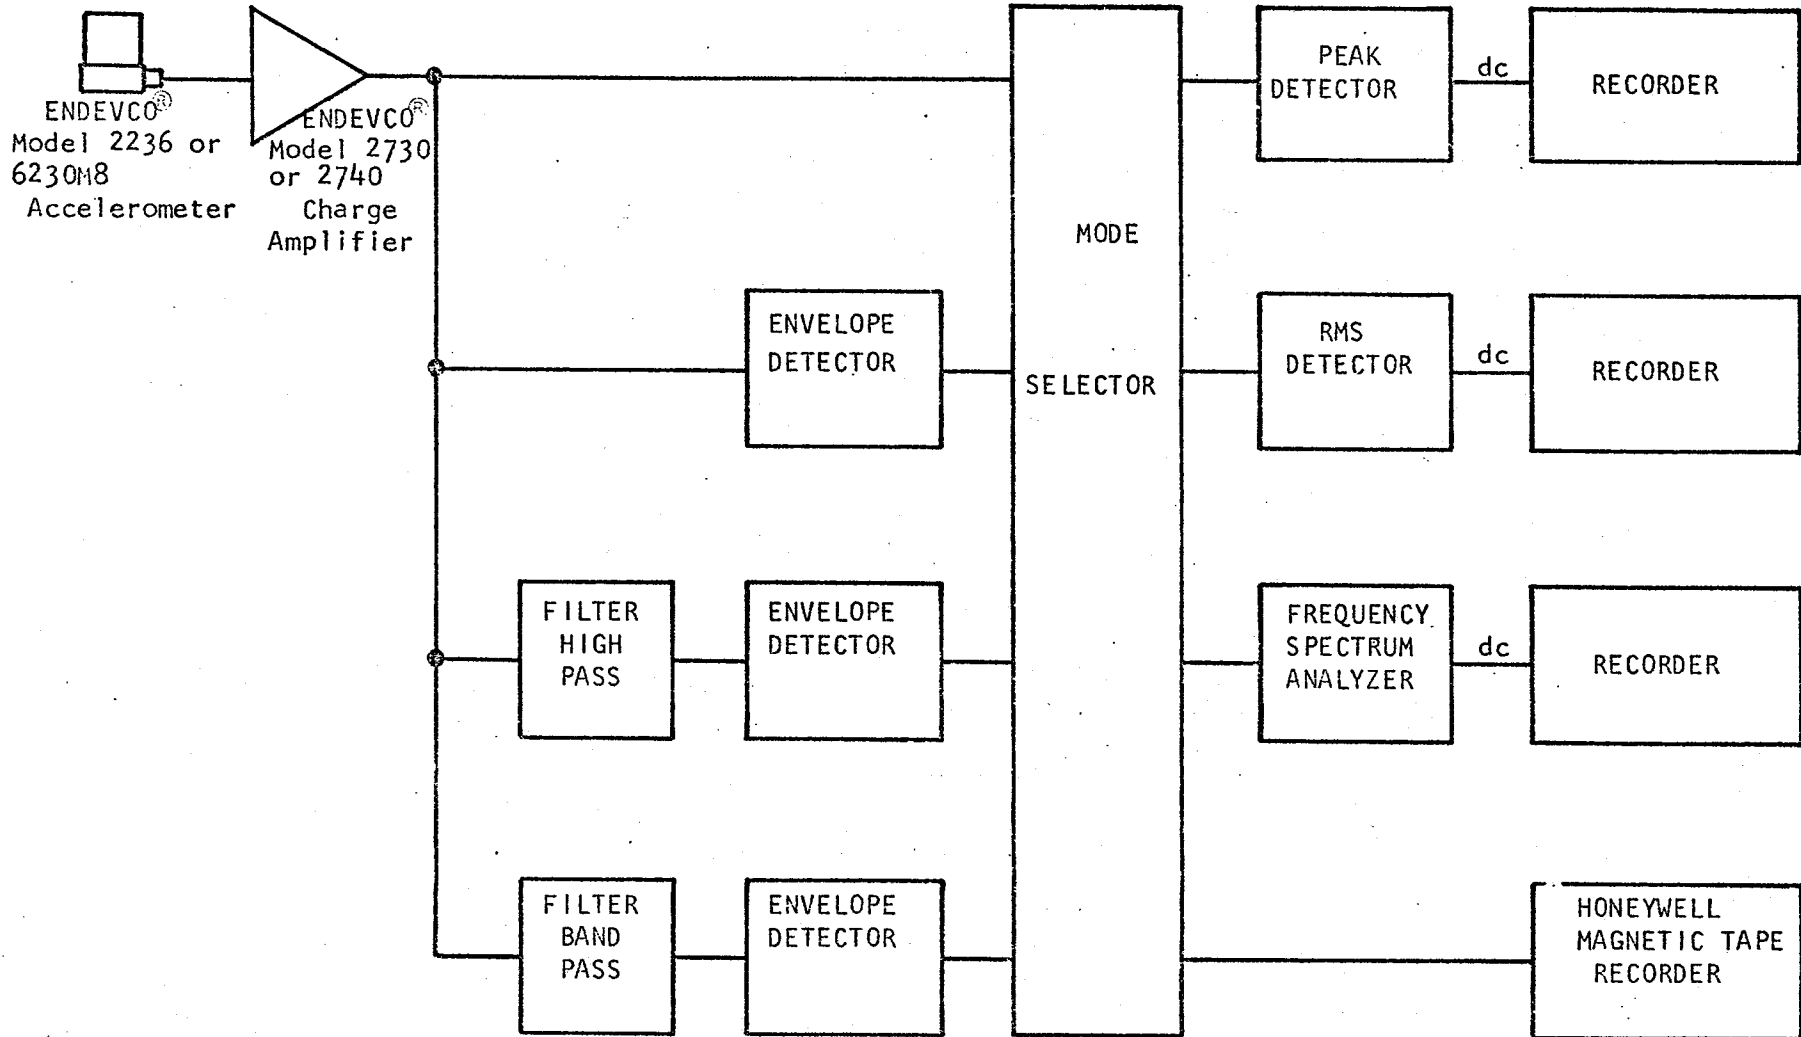 ENDEVCO®
Model 2236 or
6230M8
Accelerometer
ENDEVCO®
Model 2730
or 2740
Charge
Amplifier
MODE
SELECTOR
PEAK
DETECTOR
dc
RECORDER
ENVELOPE
DETECTOR
RMS
DETECTOR
dc
RECORDER
FILTER
HIGH
PASS
ENVELOPE
DETECTOR
FREQUENCY
SPECTRUM
ANALYZER
dc
RECORDER
FILTER
BAND
PASS
ENVELOPE
DETECTOR
HONEYWELL
MAGNETIC TAPE
RECORDER